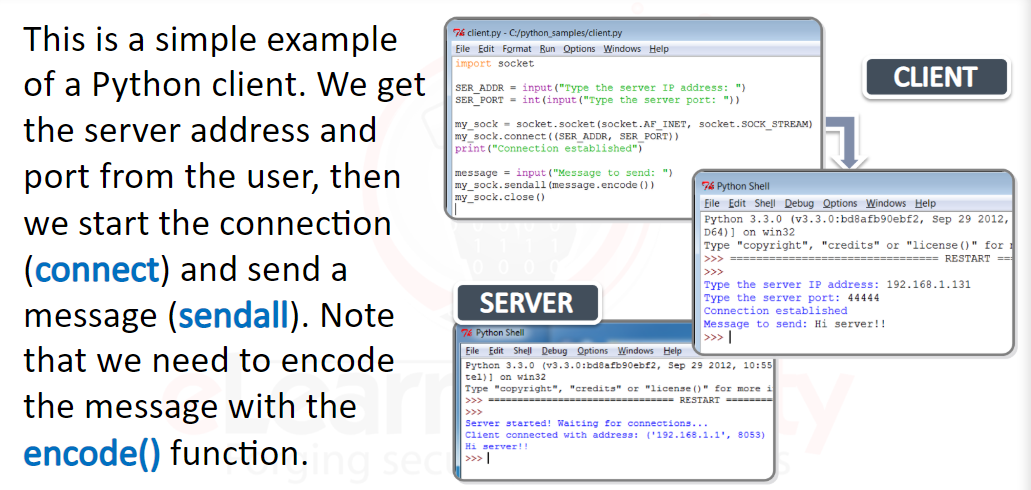 This is a simple example
of a Python client. We get
the server address and
port from the user, then
we start the connection
(connect) and send a
message (sendall). Note
that we need to encode
the message with the
encode() function.
client.py - C:/python_samples/client.py
File Edit Format Run Options Windows Help
import socket
SER_ADDR = input("Type the server IP address: ")
SER_PORT = int(input("Type the server port: "))
my_sock = socket.socket(socket.AF_INET, socket.SOCK_STREAM)
my_sock.connect((SER_ADDR, SER_PORT))
print("Connection established")
message = input("Message to send: ")
my_sock.sendall(message.encode())
my_sock.close()
CLIENT
Python Shell
File Edit Shell Debug Options Windows Help
Python 3.3.0 (v3.3.0:bd8afb90ebf2, Sep 29 2012,
D64)] on win32
Type "copyright", "credits" or "license()" for
>>> ================================ RESTART ==
>>>
Type the server IP address: 192.168.1.131
Type the server port: 44444
Connection established
Message to send: Hi server!!
>>>
SERVER
Python Shell
File Edit Shell Debug Options Windows Help
Python 3.3.0 (v3.3.0:bd8afb90ebf2, Sep 29 2012, 10:55
tel)] on win32
Type "copyright", "credits" or "license()" for more i
>>> ================================ RESTART ========
>>>
Server started! Waiting for connections...
Client connected with address: ('192.168.1.1', 8053)
Hi server!!
>>>